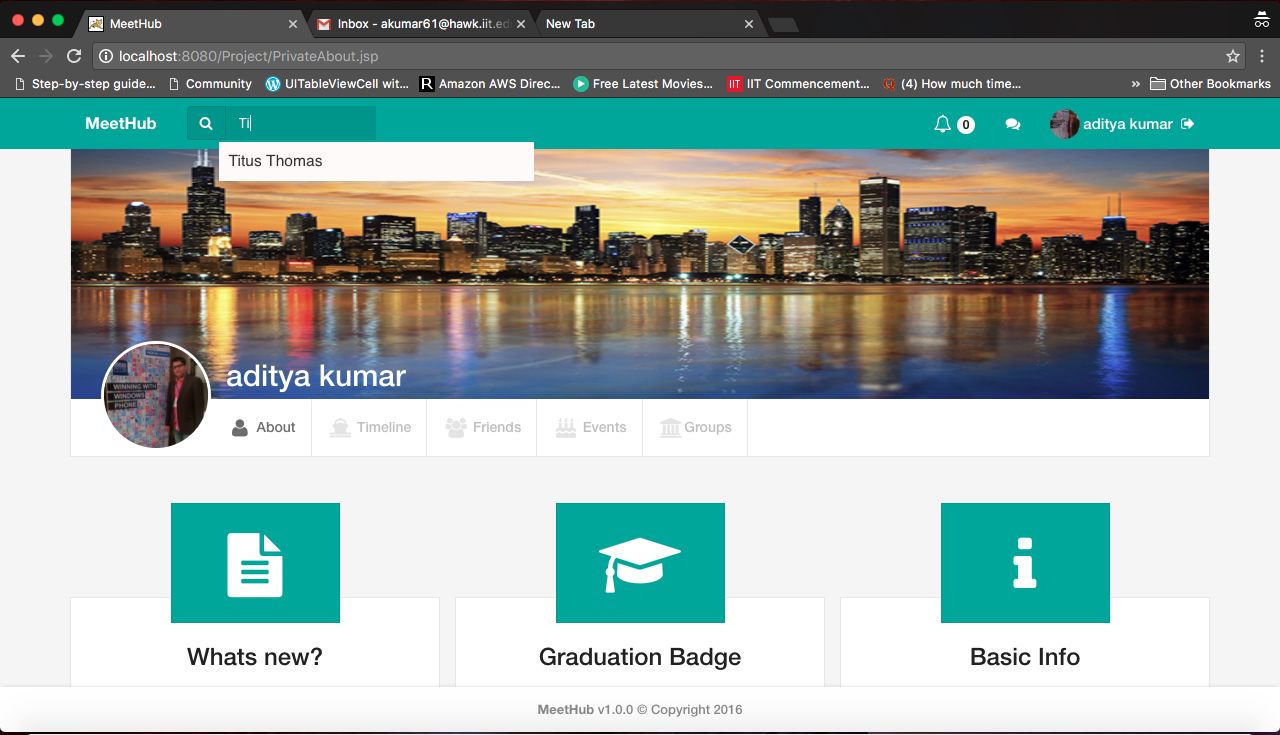 MeetHub
Inbox - akumar61@hawk.iit.ed
New Tab
localhost:8080/Project/PrivateAbout.jsp
Step-by-step guide...
Community
UITableViewCell wit...
R
Amazon AWS Direc...
Free Latest Movies...
IIT
IIT Commencement...
(4) How much time...
»
Other Bookmarks
MeetHub
Ti
0
aditya kumar
Titus Thomas
WINNING WITH
WINDOWS
PHONE
aditya kumar
About
Timeline
Friends
Events
Groups
Whats new?
Graduation Badge
Basic Info
MeetHub v1.0.0 © Copyright 2016